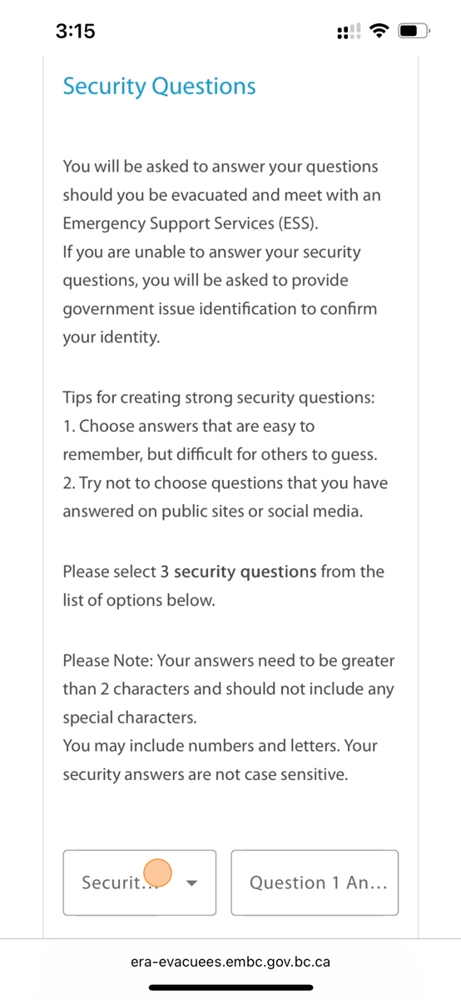 3:15
Security Questions
You will be asked to answer your questions
should you be evacuated and meet with an
Emergency Support Services (ESS).
If you are unable to answer your security
questions, you will be asked to provide
government issue identification to confirm
your identity.
Tips for creating strong security questions:
1. Choose answers that are easy to
remember, but difficult for others to guess.
2. Try not to choose questions that you have
answered on public sites or social media.
Please select 3 security questions from the
list of options below.
Please Note: Your answers need to be greater
than 2 characters and should not include any
special characters.
You may include numbers and letters. Your
security answers are not case sensitive.
Securit...
Question 1 An...
era-evacuees.embc.gov.bc.ca